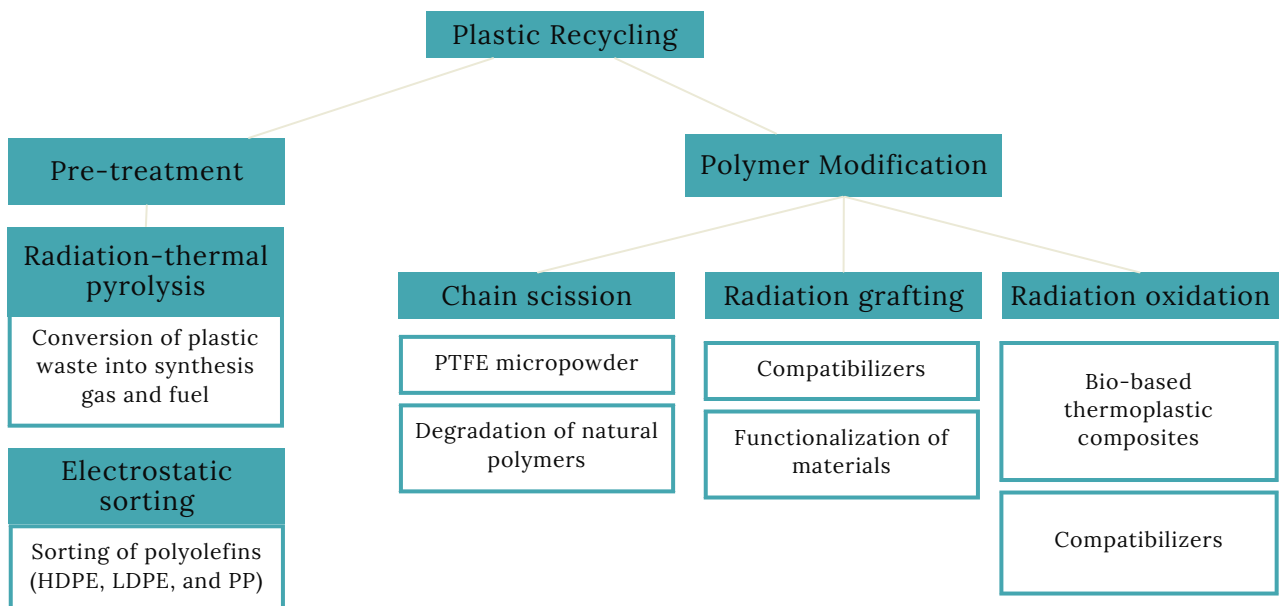 Plastic Recycling
Pre-treatment
Radiation-thermal
pyrolysis
Conversion of plastic
waste into synthesis
gas and fuel
Electrostatic
sorting
Sorting of polyolefins
(HDPE, LDPE, and PP)
Polymer Modification
Chain scission
PTFE micropowder
Degradation of natural
polymers
Radiation grafting
Compatibilizers
Functionalization of
materials
Radiation oxidation
Bio-based
thermoplastic
composites
Compatibilizers